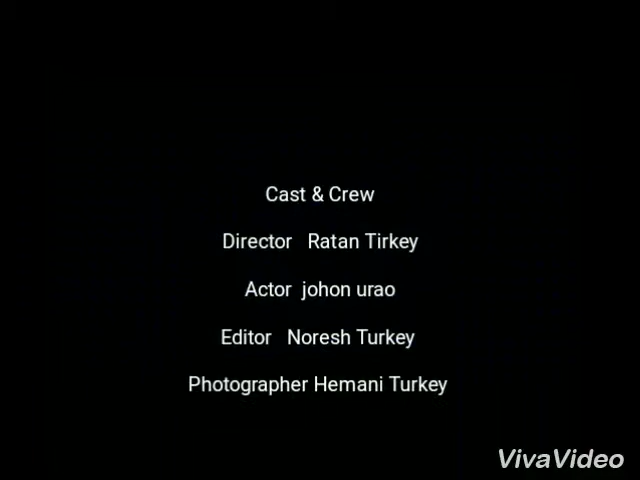 Cast & Crew
Director Ratan Tirkey
Actor johon urao
Editor Noresh Turkey
Photographer Hemani Turkey
VivaVideo